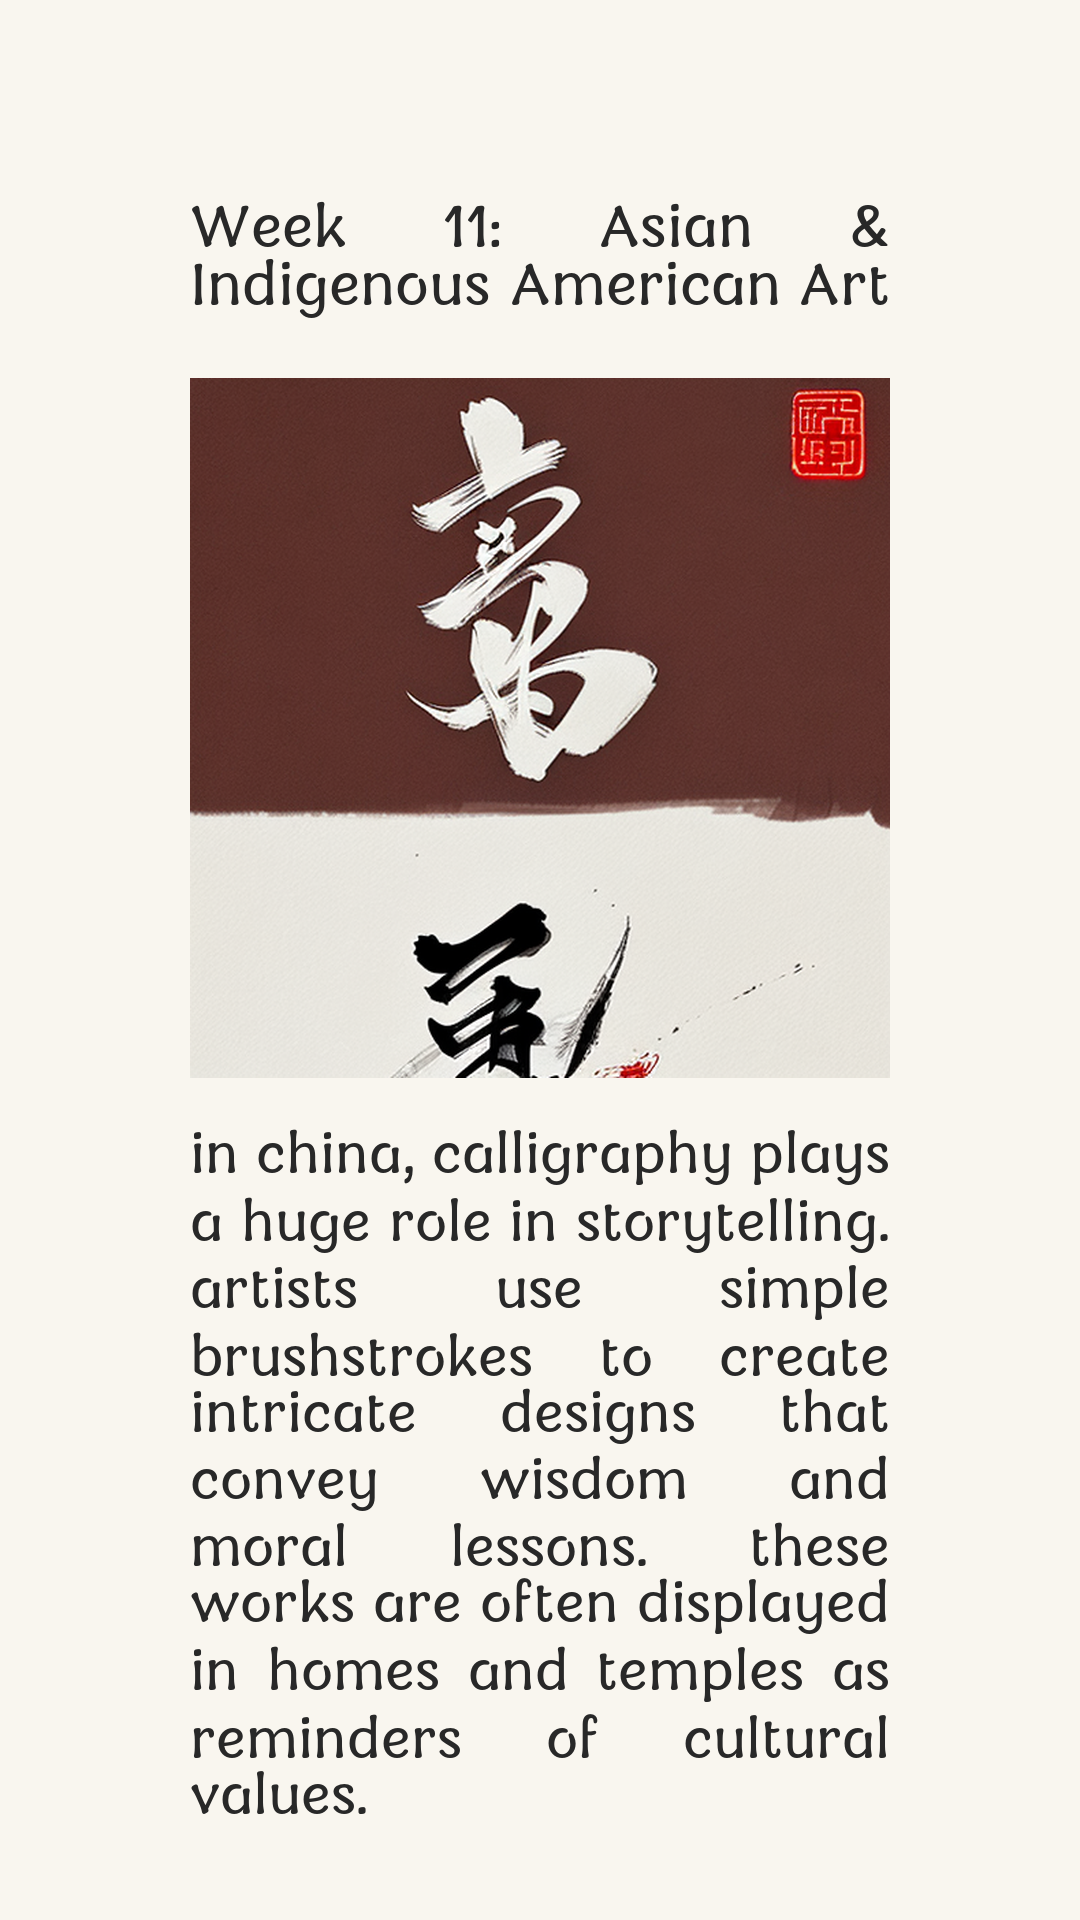 Week 11: Asian &
Indigenous American Art
in china, calligraphy plays
a huge role in storytelling.
artists use simple
brushstrokes to create
intricate designs that
convey wisdom and
moral lessons. these
works are often displayed
in homes and temples as
reminders of cultural
values.